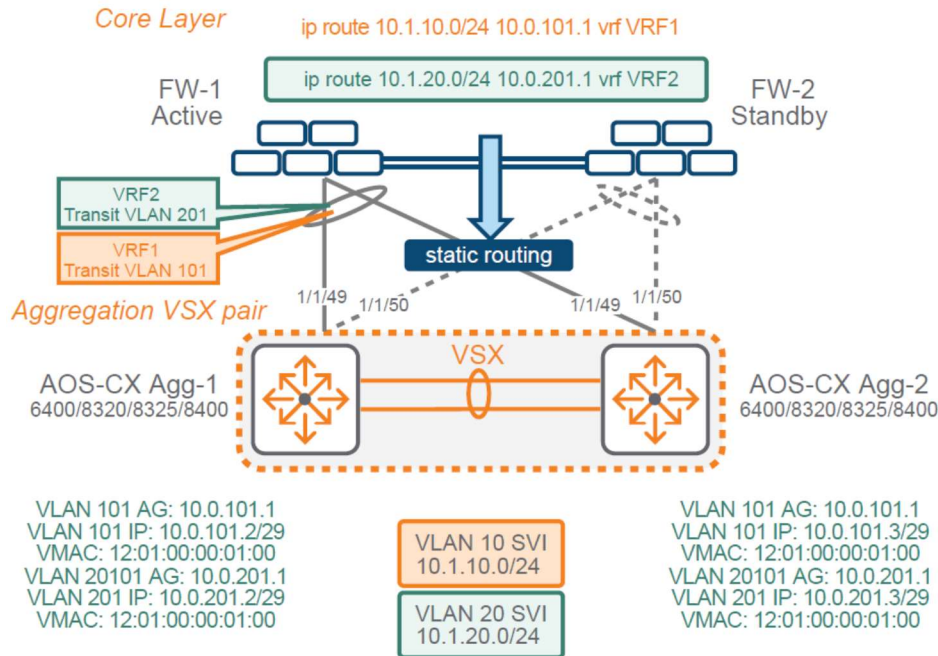 Core Layer
ip route 10.1.10.0/24 10.0.101.1 vrf VRF1
ip route 10.1.20.0/24 10.0.201.1 vrf VRF2
FW-1
Active
FW-2
Standby
VRF2
Transit VLAN 201
VRF1
Transit VLAN 101
static routing
1/1/49
1/1/50
1/1/49
1/1/50
Aggregation VSX pair
VSX
AOS-CX Agg-1
6400/8320/8325/8400
AOS-CX Agg-2
6400/8320/8325/8400
VLAN 101 AG: 10.0.101.1
VLAN 101 IP: 10.0.101.2/29
VMAC: 12:01:00:00:01:00
VLAN 20101 AG: 10.0.201.1
VLAN 201 IP: 10.0.201.2/29
VMAC: 12:01:00:00:01:00
VLAN 10 SVI
10.1.10.0/24
VLAN 20 SVI
10.1.20.0/24
VLAN 101 AG: 10.0.101.1
VLAN 101 IP: 10.0.101.3/29
VMAC: 12:01:00:00:01:00
VLAN 20101 AG: 10.0.201.1
VLAN 201 IP: 10.0.201.3/29
VMAC: 12:01:00:00:01:00